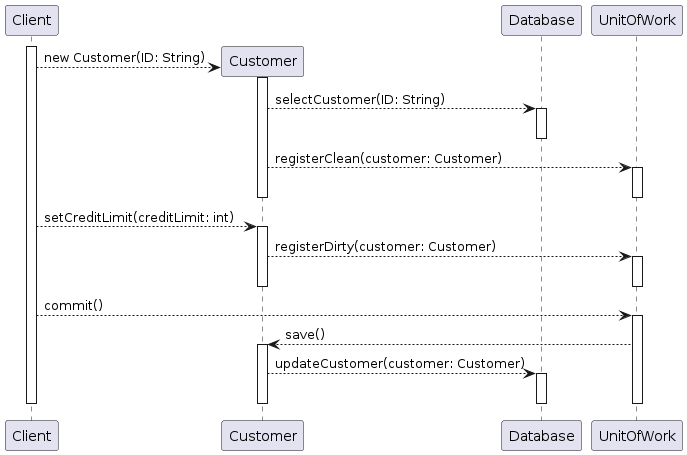 Client
Database
UnitOfWork
new Customer(ID: String)
Customer
selectCustomer(ID: String)
registerClean(customer: Customer)
setCreditLimit(creditLimit: int)
registerDirty(customer: Customer)
commit()
save()
updateCustomer(customer: Customer)
Client
Customer
Database
UnitOfWork